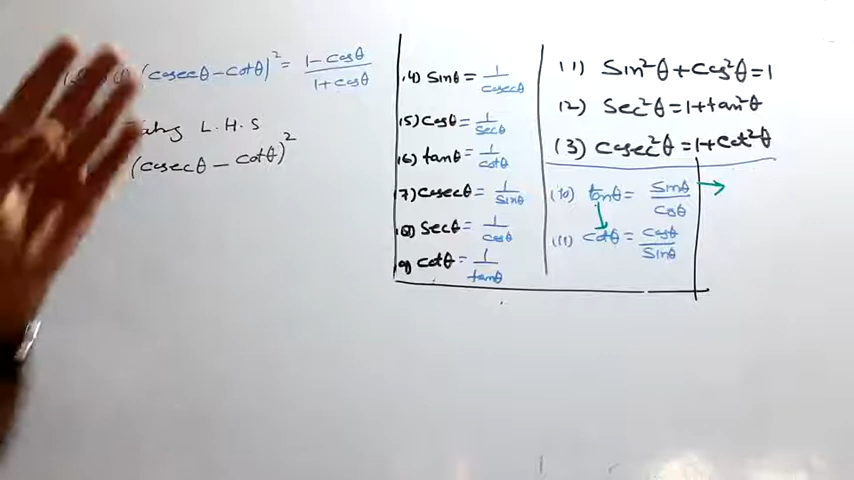 (cosecθ-cotθ)² = 1-cosθ / 1+cosθ
L.H.S
(cosecθ - cotθ)²
(4) sinθ = 1/cosecθ
(5) cosθ = 1/secθ
(6) tanθ = 1/cotθ
(7) cosecθ = 1/sinθ
(8) secθ = 1/cosθ
9) cotθ = 1/tanθ
(1) Sin²θ+cos²θ=1
(2) Sec²θ=1+tan²θ
(3) cosec²θ=1+cot²θ
(10) tanθ = sinθ/cosθ
(11) cotθ = cosθ/sinθ